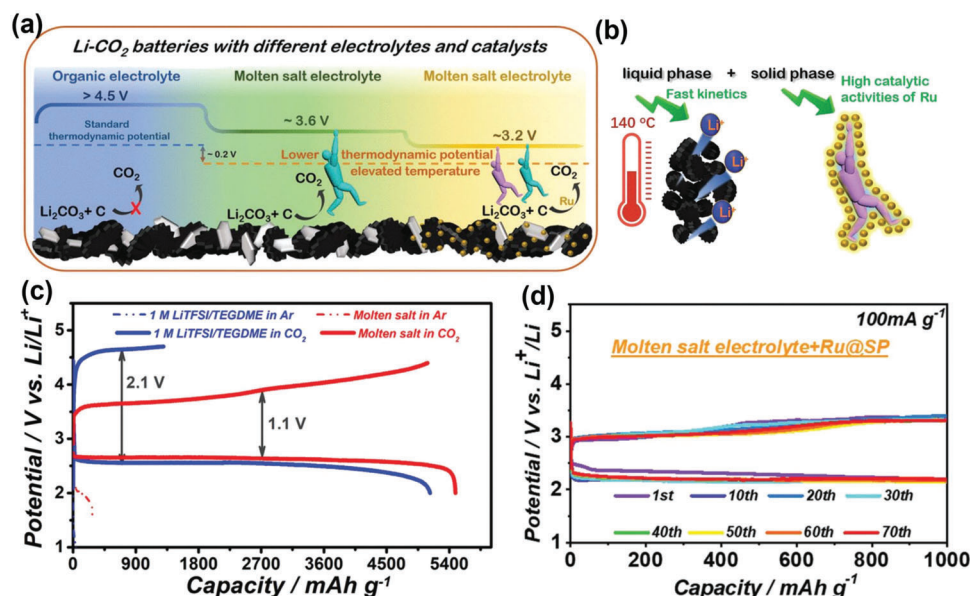 (a)
Li-CO₂ batteries with different electrolytes and catalysts
Organic electrolyte
Molten salt electrolyte
Molten salt electrolyte
> 4.5 V
~ 3.6 V
~3.2 V
Standard
thermodynamic potential
~ 0.2 V
Lower thermodynamic potential
elevated temperature
CO₂
X
Li₂CO₃+ C
CO₂
Li₂CO₃+ C
CO₂
Ru
Li₂CO₃+ C
(b)
liquid phase + solid phase
Fast kinetics
High catalytic
activities of Ru
140 °C
Li⁺
Li⁺
Li⁺
(c)
1 M LiTFSI/TEGDME in Ar
Molten salt in Ar
1 M LiTFSI/TEGDME in CO₂
Molten salt in CO₂
2.1 V
1.1 V
Potential / V vs. Li/Li⁺
5
4
3
2
1
0 900 1800 2700 3600 4500 5400
Capacity / mAh g⁻¹
(d)
100mA g⁻¹
Molten salt electrolyte+Ru@SP
Potential / V vs. Li⁺/Li
5
4
3
2
1
1st 10th 20th 30th
40th 50th 60th 70th
0 200 400 600 800 1000
Capacity / mAh g⁻¹